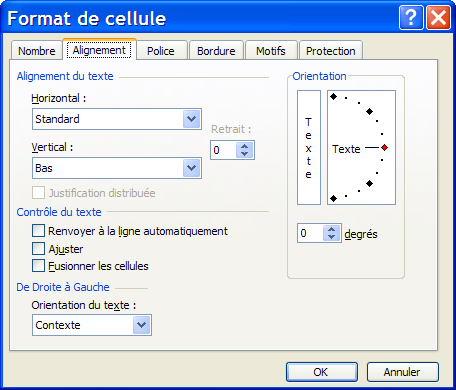 Format de cellule
Nombre Alignement Police Bordure Motifs Protection
Alignement du texte
Horizontal :
Standard
Retrait :
Vertical :
0
Bas
Justification distribuée
Contrôle du texte
Renvoyer à la ligne automatiquement
Ajuster
Fusionner les cellules
De Droite à Gauche
Orientation du texte :
Contexte
Orientation
Texte
Texte
0 degrés
OK Annuler